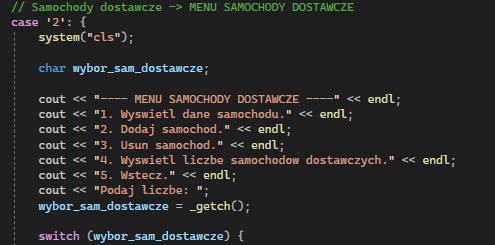 // Samochody dostawcze -> MENU SAMOCHODY DOSTAWCZE
case '2': {
system("cls");
char wybor_sam_dostawcze;
cout << "---- MENU SAMOCHODY DOSTAWCZE ----" << endl;
cout << "1. Wyswietl dane samochodu." << endl;
cout << "2. Dodaj samochod." << endl;
cout << "3. Usun samochod." << endl;
cout << "4. Wyswietl liczbe samochodow dostawczych." << endl;
cout << "5. Wstecz." << endl;
cout << "Podaj liczbe: ";
wybor_sam_dostawcze = _getch();
switch (wybor_sam_dostawcze) {